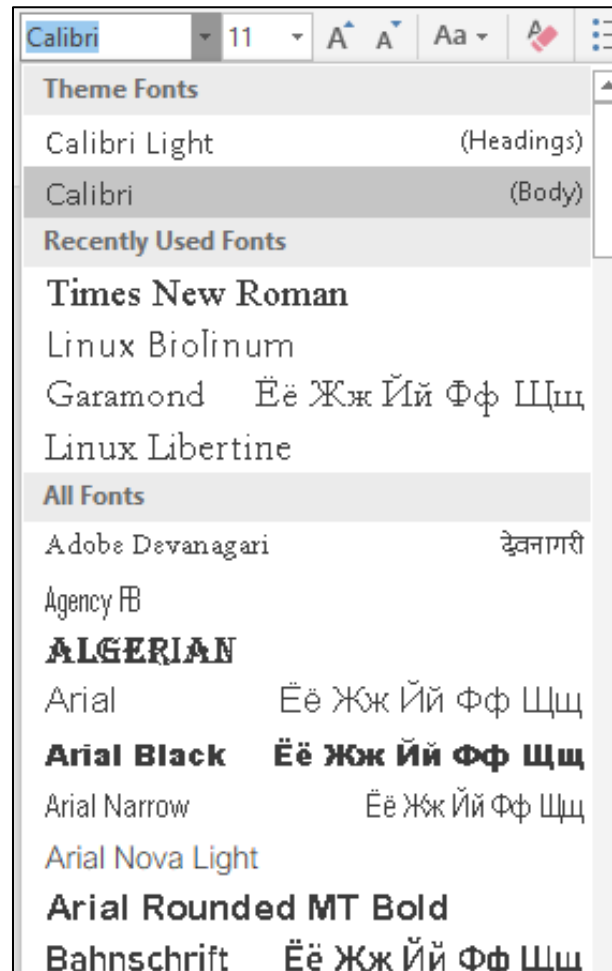 Calibri 11 A A Aa
Theme Fonts
Calibri Light (Headings)
Calibri (Body)
Recently Used Fonts
Times New Roman
Linux Biolinum
Garamond Ёё Жж Йй Фф Щщ
Linux Libertine
All Fonts
Adobe Devanagari देवनागरी
Agency FB
ALGERIAN
Arial Ёё Жж Йй Фф Щщ
Arial Black Ёё Жж Йй Фф Щщ
Arial Narrow Ёё Жж Йй Фф Щщ
Arial Nova Light
Arial Rounded MT Bold
Bahnschrift Ёё Жж Йй Фф Щщ